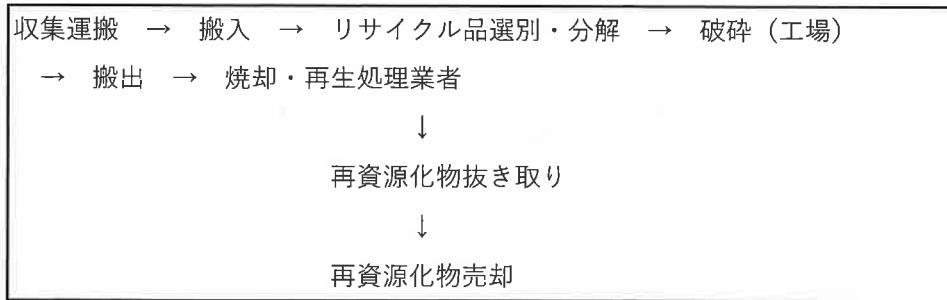 収集運搬 → 搬入 → リサイクル品選別・分解 → 破砕（工場）
→ 搬出 → 焼却・再生処理業者
↓
再資源化物抜き取り
↓
再資源化物売却